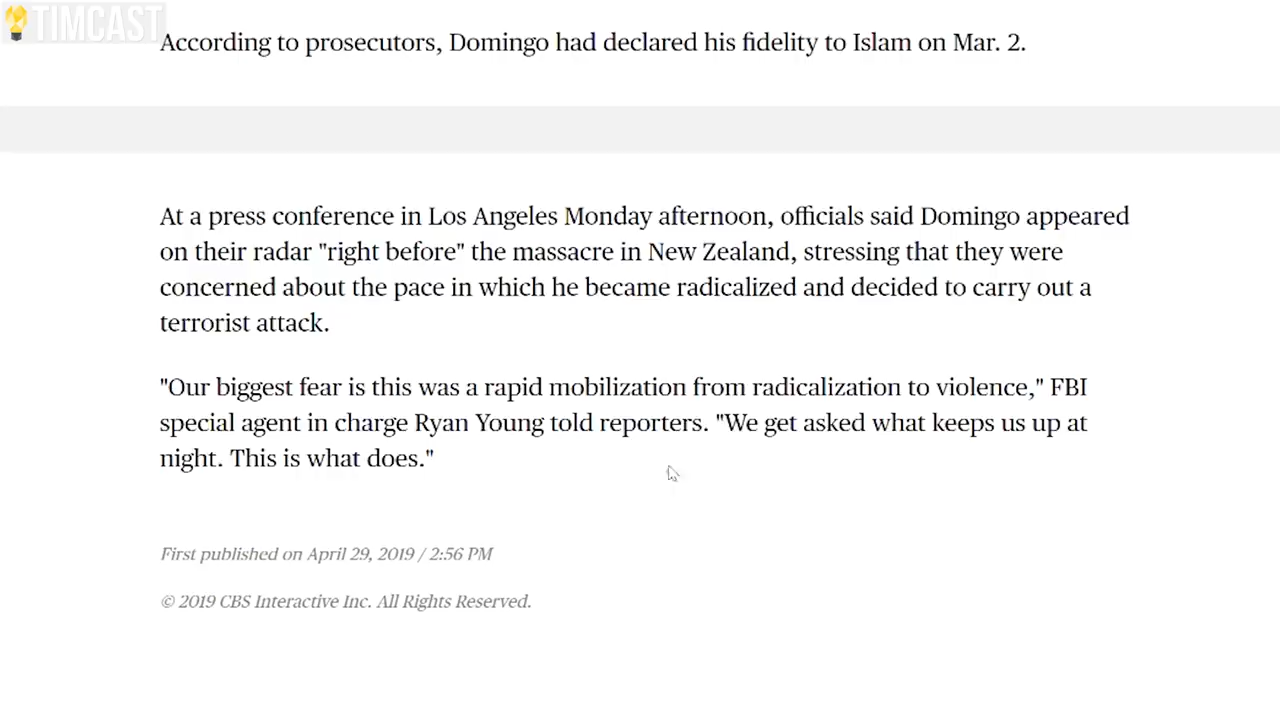 TIMCAST
According to prosecutors, Domingo had declared his fidelity to Islam on Mar. 2.
At a press conference in Los Angeles Monday afternoon, officials said Domingo appeared
on their radar "right before" the massacre in New Zealand, stressing that they were
concerned about the pace in which he became radicalized and decided to carry out a
terrorist attack.
"Our biggest fear is this was a rapid mobilization from radicalization to violence," FBI
special agent in charge Ryan Young told reporters. "We get asked what keeps us up at
night. This is what does."
First published on April 29, 2019 / 2:56 PM
© 2019 CBS Interactive Inc. All Rights Reserved.